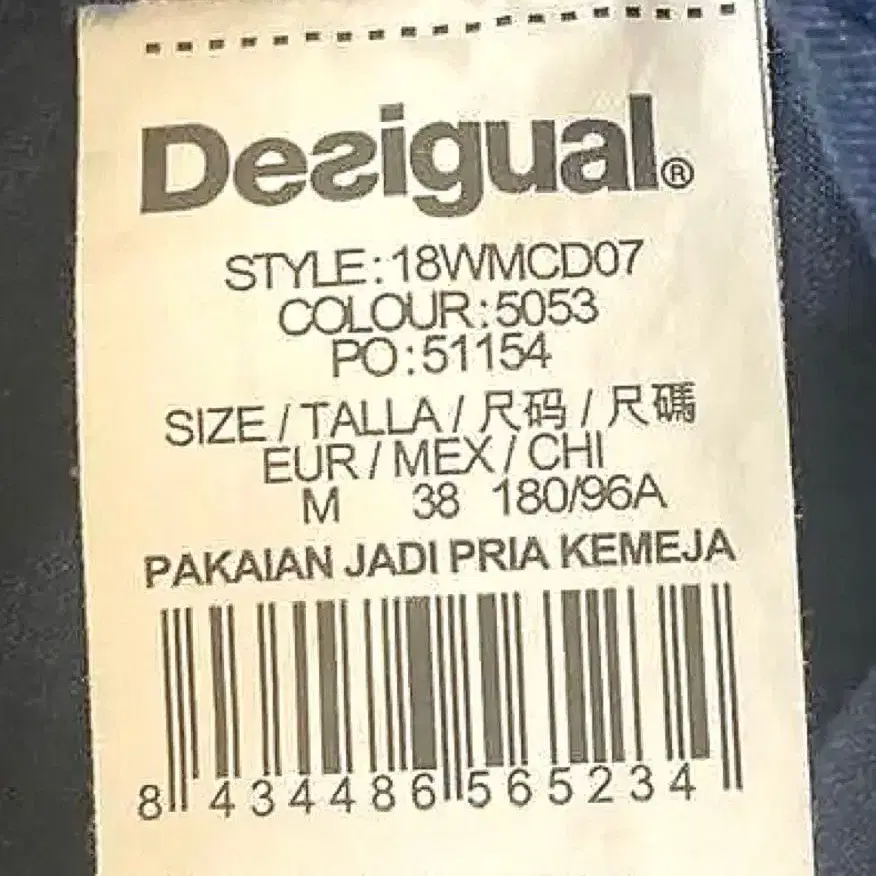 Desigual®
STYLE:18WMCD07
COLOUR:5053
PO:51154
SIZE/TALLA/尺码/尺碼
EUR/MEX/CHI
M 38 180/96A
PAKAIAN JADI PRIA KEMEJA
8 434486 565234